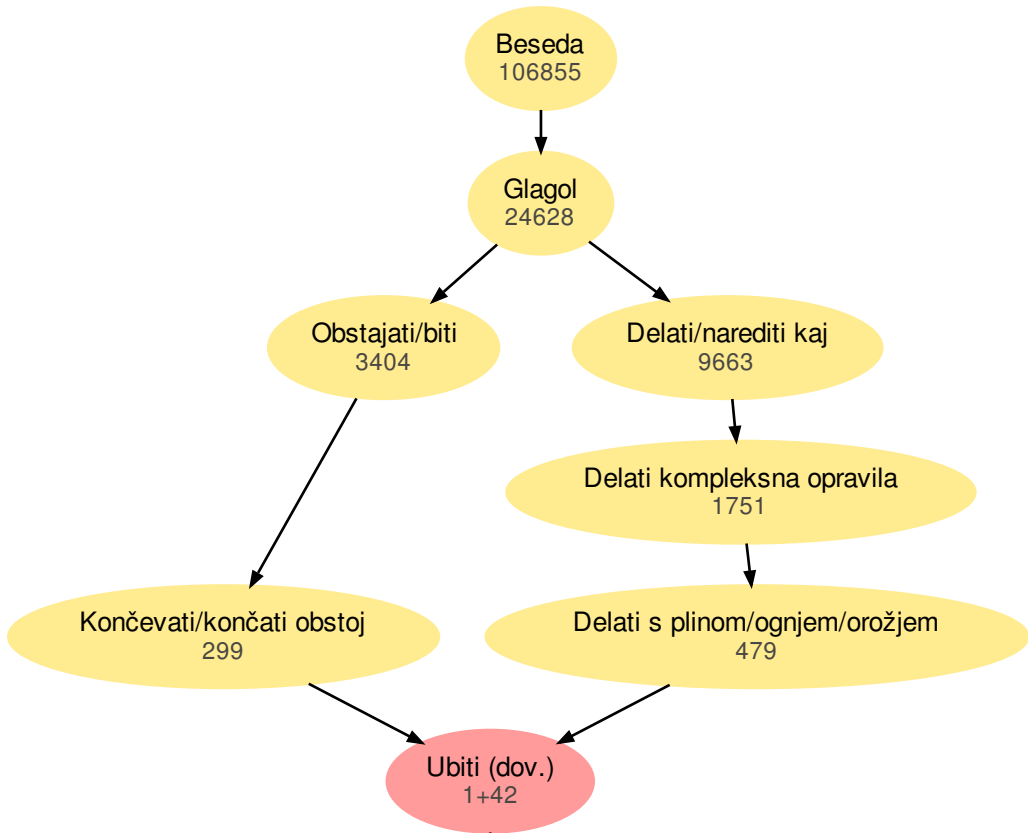 Beseda
106855
Glagol
24628
Obstajati/biti
3404
Delati/narediti kaj
9663
Delati kompleksna opravila
1751
Končevati/končati obstoj
299
Delati s plinom/ognjem/orožjem
479
Ubiti (dov.)
1+42